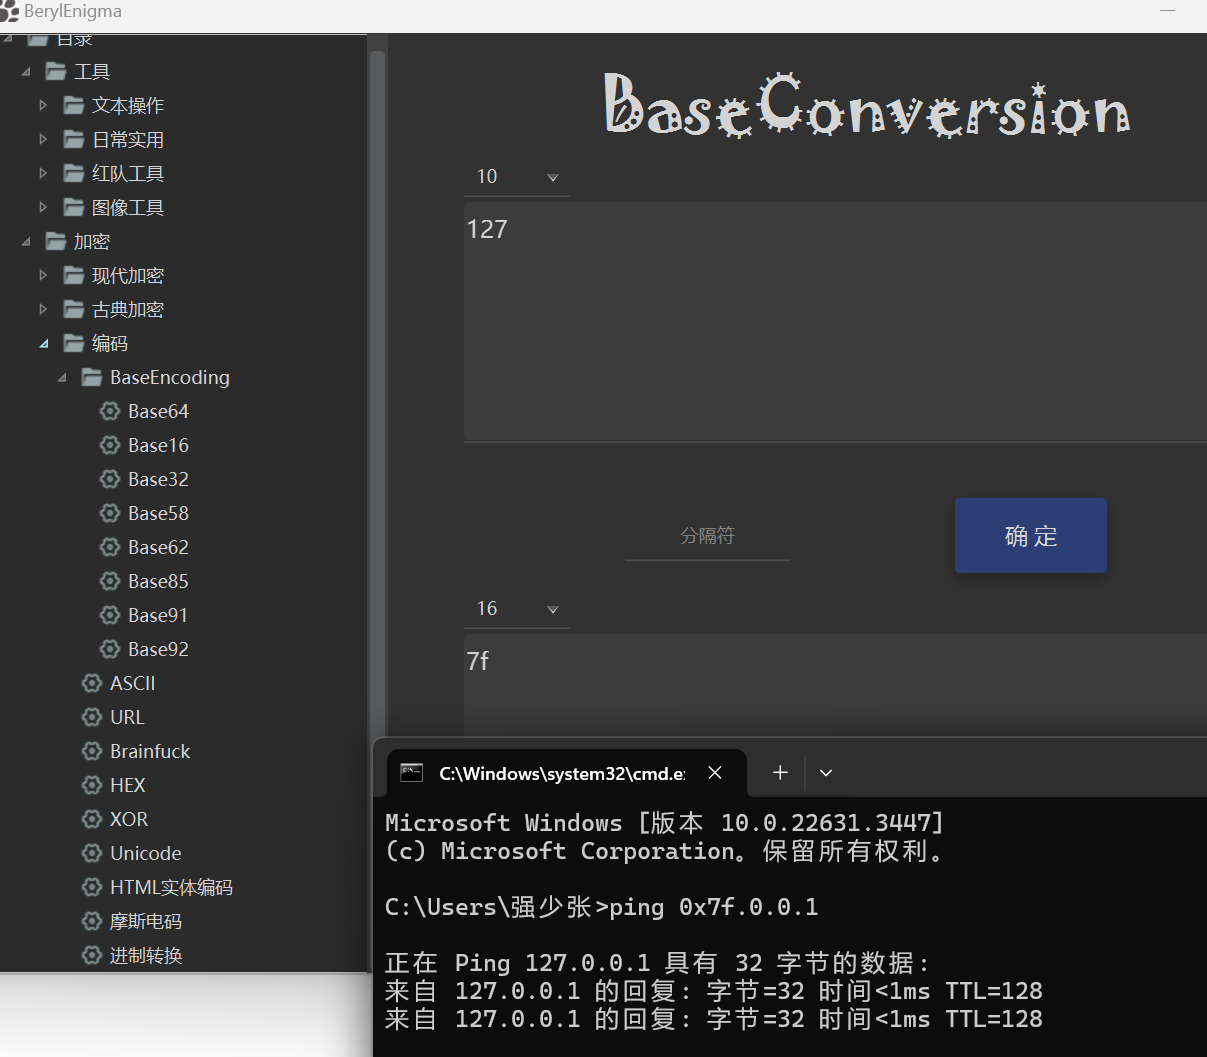 BerylEnigma
目录
工具
文本操作
日常实用
红队工具
图像工具
加密
现代加密
古典加密
编码
BaseEncoding
Base64
Base16
Base32
Base58
Base62
Base85
Base91
Base92
ASCII
URL
Brainfuck
HEX
XOR
Unicode
HTML实体编码
摩斯电码
进制转换
BaseConversion
10
127
分隔符
确定
16
7f
C:\Windows\system32\cmd.e
Microsoft Windows [版本 10.0.22631.3447]
(c) Microsoft Corporation。保留所有权利。
C:\Users\强少张>ping 0x7f.0.0.1
正在 Ping 127.0.0.1 具有 32 字节的数据:
来自 127.0.0.1 的回复: 字节=32 时间<1ms TTL=128
来自 127.0.0.1 的回复: 字节=32 时间<1ms TTL=128